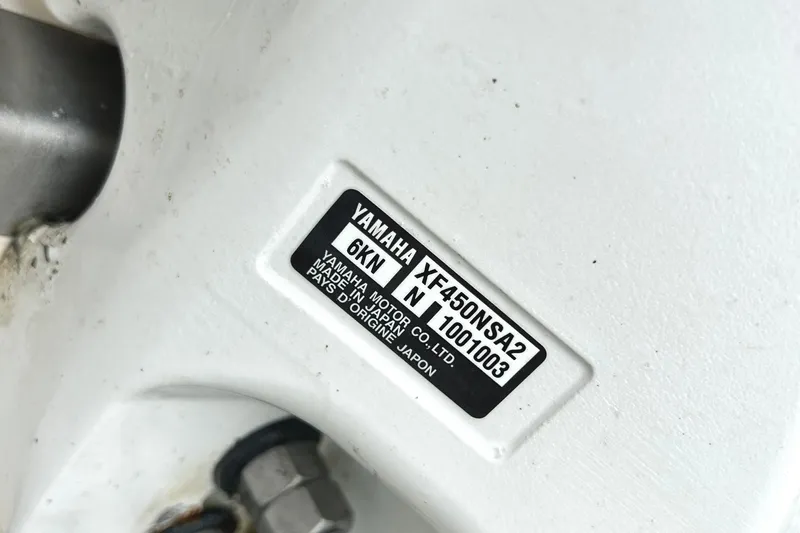 YAMAHA XF450NSA2
6KN N 1001003
YAMAHA MOTOR CO.,LTD.
MADE IN JAPAN
PAYS D'ORIGINE JAPON